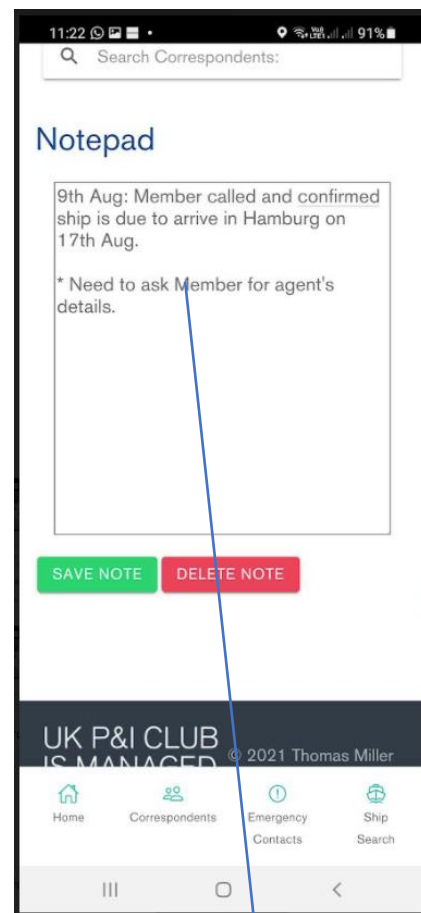 11:22 91%
Search Correspondents:
Notepad
9th Aug: Member called and confirmed
ship is due to arrive in Hamburg on
17th Aug.
* Need to ask Member for agent's
details.
SAVE NOTE DELETE NOTE
UK P&I CLUB
© 2021 Thomas Miller
IS MANAGED
Home Correspondents Emergency Contacts Ship Search